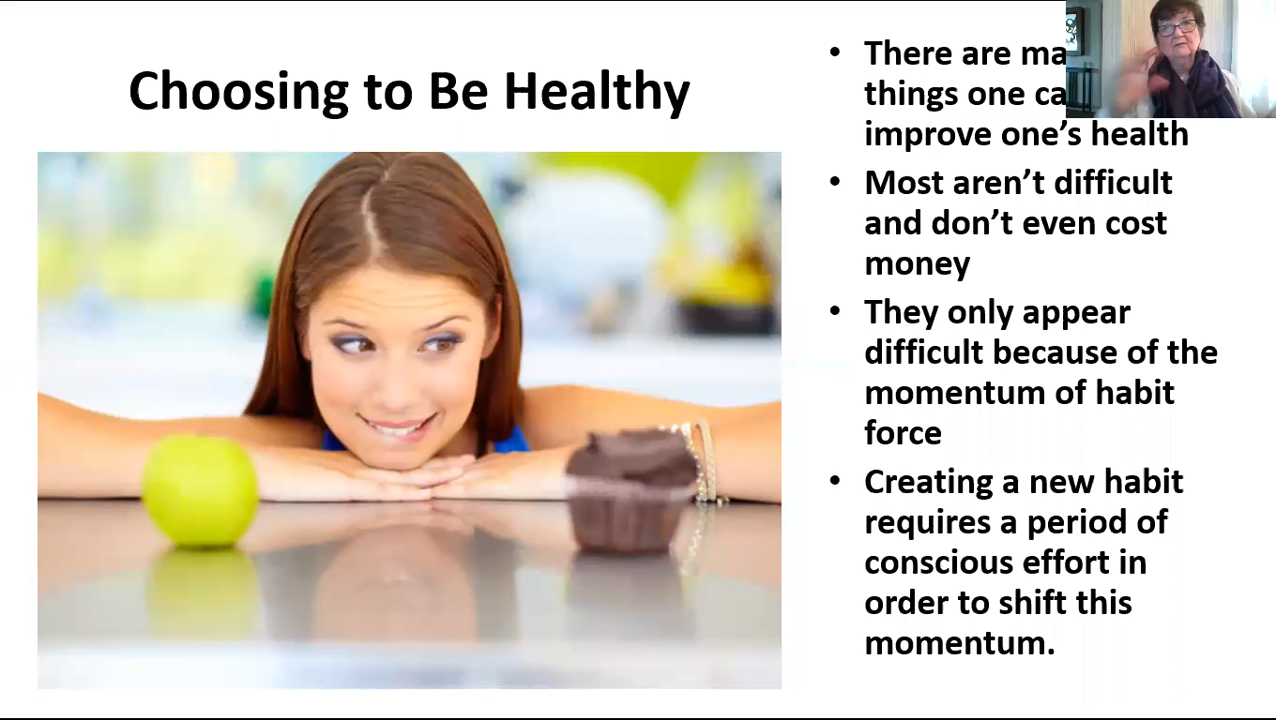 Choosing to Be Healthy
• There are
things one
improve one’s health
• Most aren’t difficult
and don’t even cost
money
• They only appear
difficult because of the
momentum of habit
force
• Creating a new habit
requires a period of
conscious effort in
order to shift this
momentum.